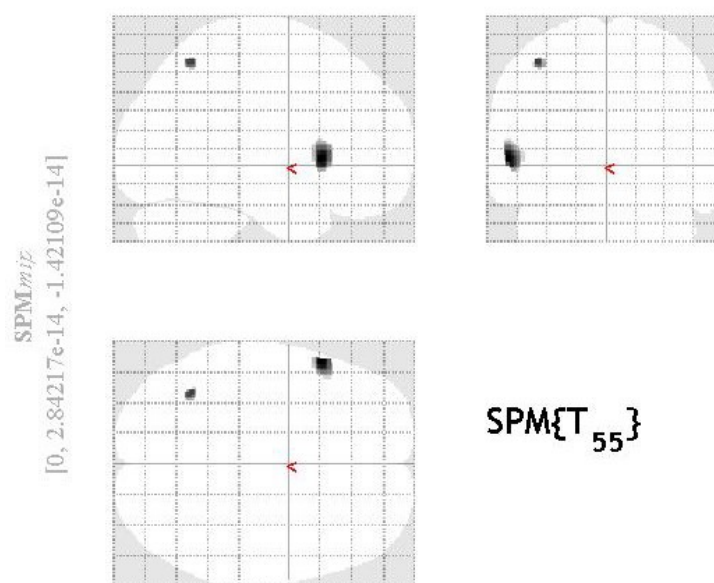 SPMmip
[0, 2.84217e-14, -1.42109e-14]
<
<
<
SPM{T55}